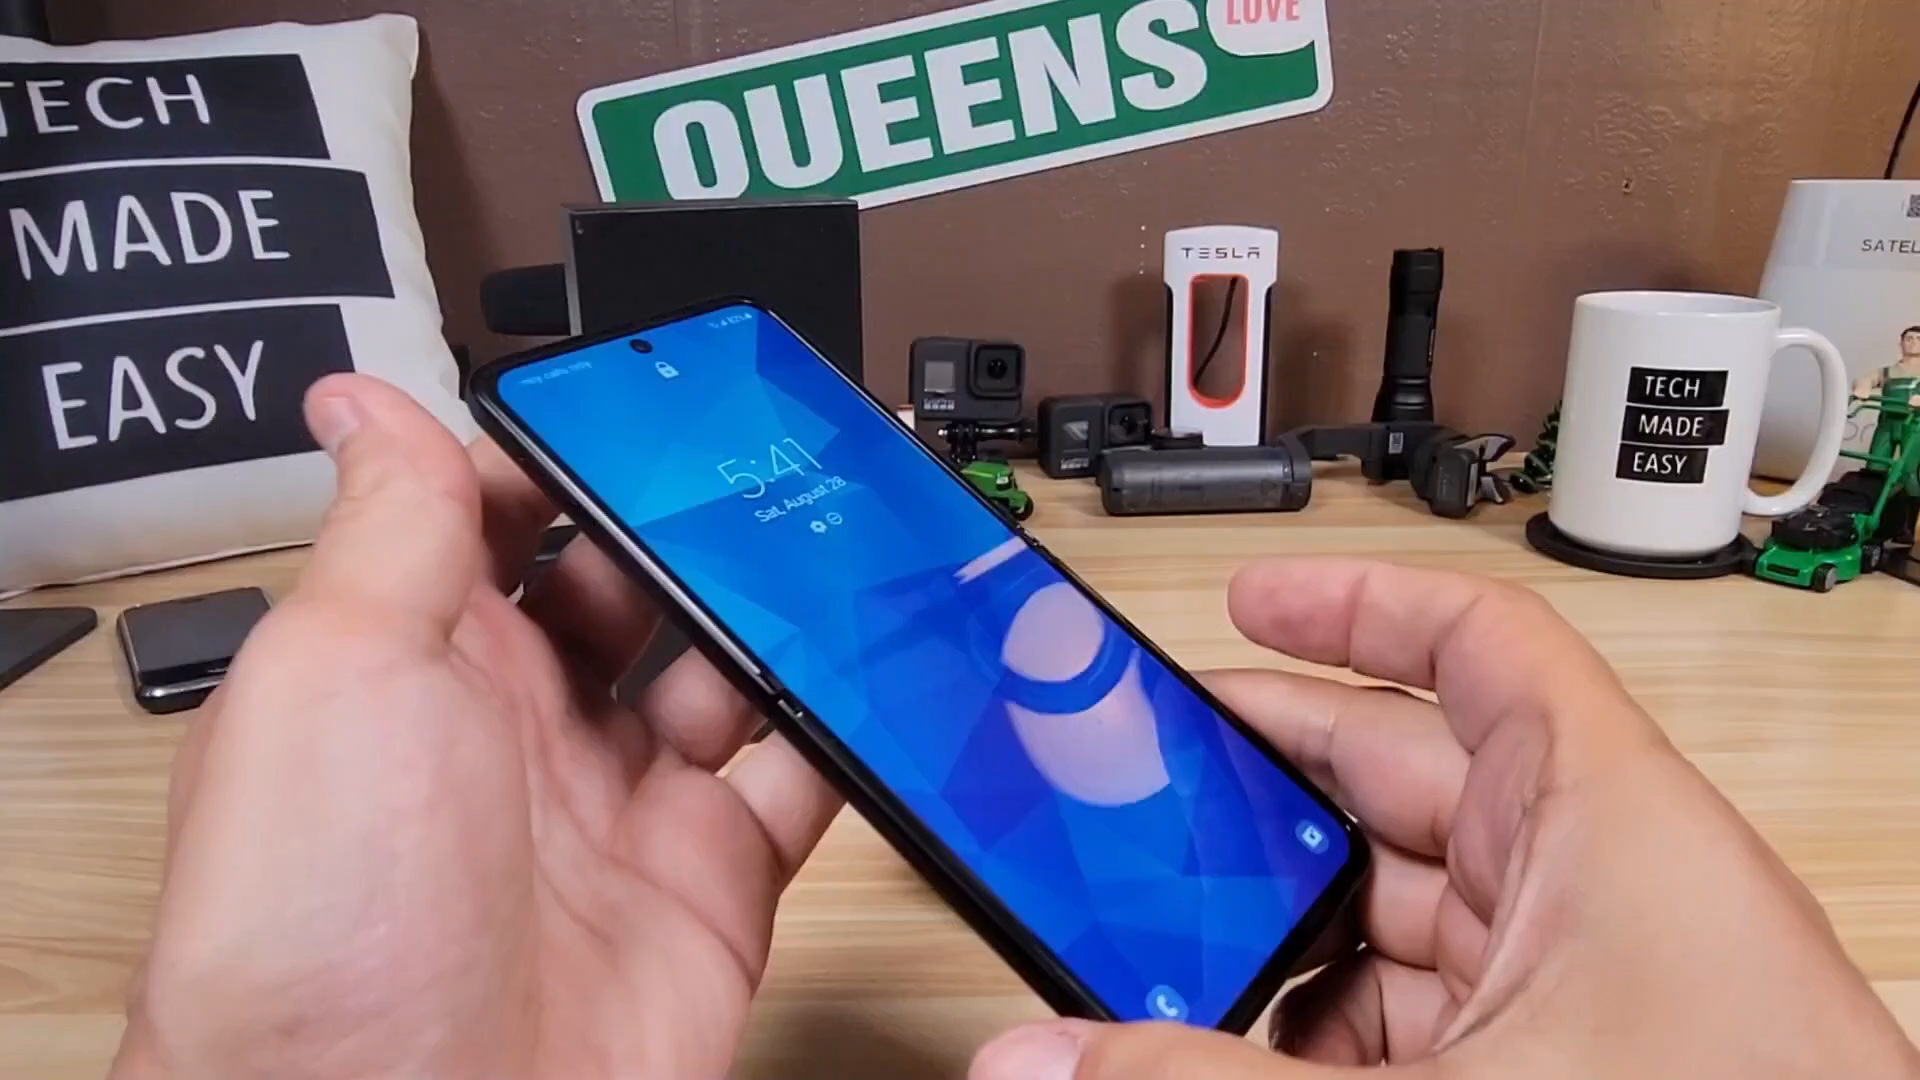 TECH
MADE
EASY
QUEENS
LOVE
TESLA
SATEL
5:41
Sat, August 28
TECH
MADE
EASY